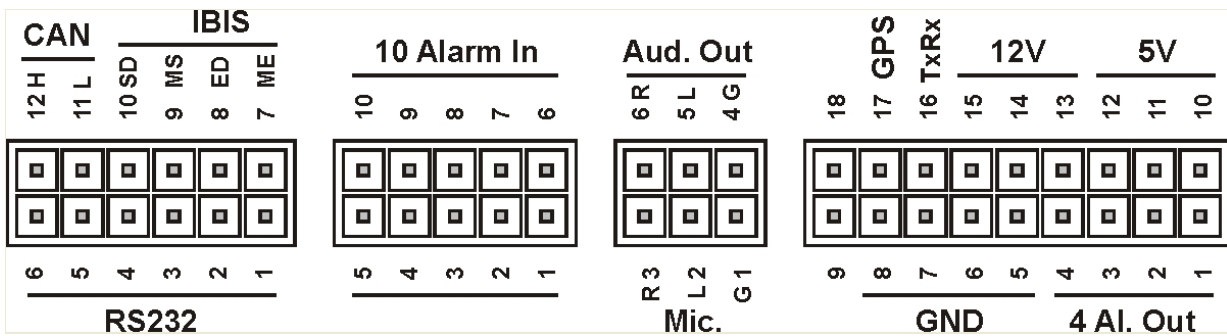 CAN
IBIS
12 H 11 L 10 SD 9 MS 8 ED 7 ME
6 5 4 3 2 1
RS232
10 Alarm In
10 9 8 7 6
5 4 3 2 1
Aud. Out
6 R 5 L 4 G
R 3 L 2 G 1
Mic.
GPS TxRx 12V 5V
18 17 16 15 14 13 12 11 10
9 8 7 6 5 4 3 2 1
GND 4 Al. Out